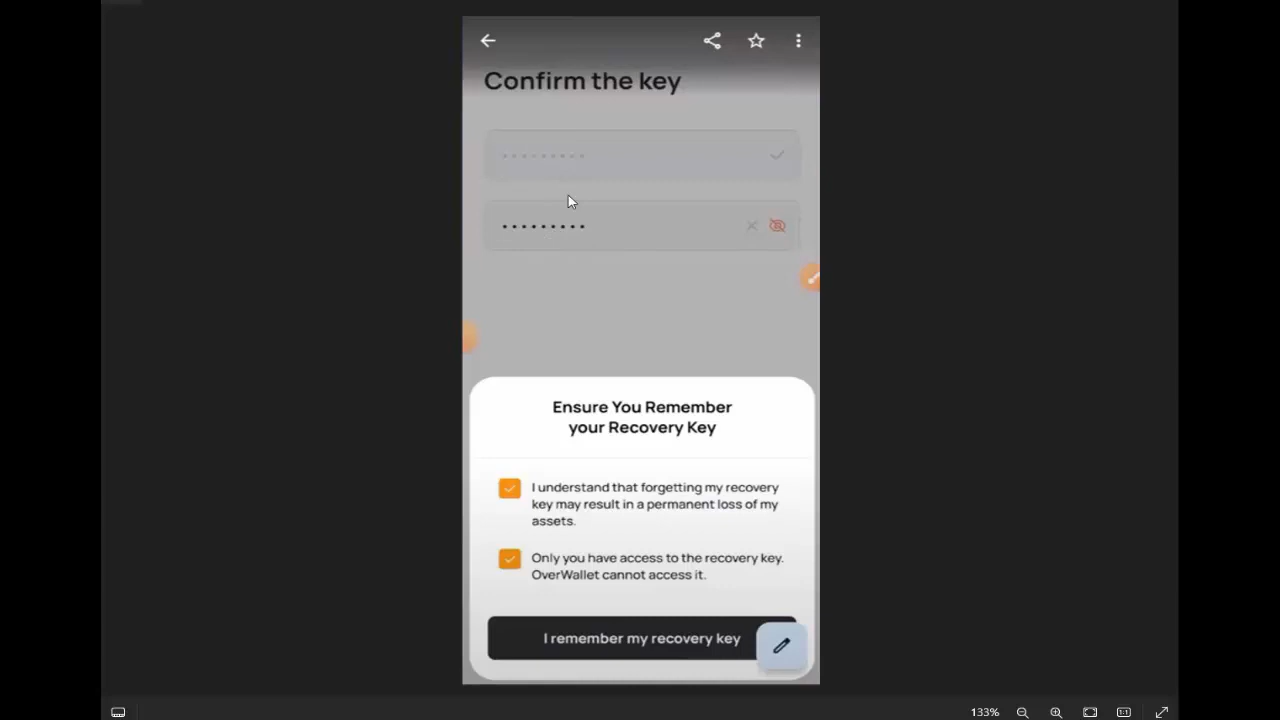 Confirm the key
Ensure You Remember
your Recovery Key
I understand that forgetting my recovery
key may result in a permanent loss of my
assets.
Only you have access to the recovery key.
OverWallet cannot access it.
I remember my recovery key
133%
1:1